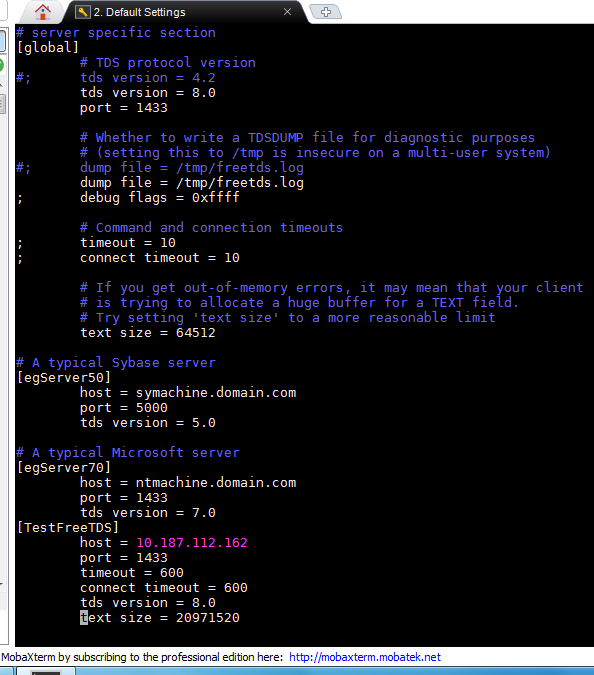 2. Default Settings
# server specific section
[global]
# TDS protocol version
#; tds version = 4.2
tds version = 8.0
port = 1433
# Whether to write a TDSDUMP file for diagnostic purposes
# (setting this to /tmp is insecure on a multi-user system)
#; dump file = /tmp/freetds.log
dump file = /tmp/freetds.log
; debug flags = 0xffff
# Command and connection timeouts
; timeout = 10
; connect timeout = 10
# If you get out-of-memory errors, it may mean that your client
# is trying to allocate a huge buffer for a TEXT field.
# Try setting 'text size' to a more reasonable limit
text size = 64512
# A typical Sybase server
[egServer50]
host = symachine.domain.com
port = 5000
tds version = 5.0
# A typical Microsoft server
[egServer70]
host = ntmachine.domain.com
port = 1433
tds version = 7.0
[TestFreeTDS]
host = 10.187.112.162
port = 1433
timeout = 600
connect timeout = 600
tds version = 8.0
text size = 20971520
MobaXterm by subscribing to the professional edition here: http://mobaxterm.mobatek.net